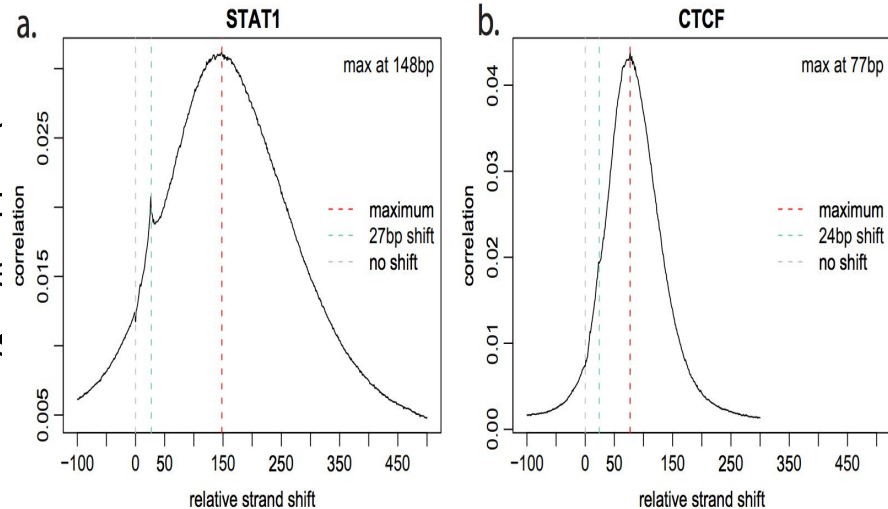 a.
STAT1
max at 148bp
maximum
27bp shift
no shift
correlation
0.005
0.015
0.025
−100
0
50
150
250
350
450
relative strand shift
b.
CTCF
max at 77bp
maximum
24bp shift
no shift
correlation
0.00
0.01
0.02
0.03
0.04
−100
0
50
150
250
350
450
relative strand shift